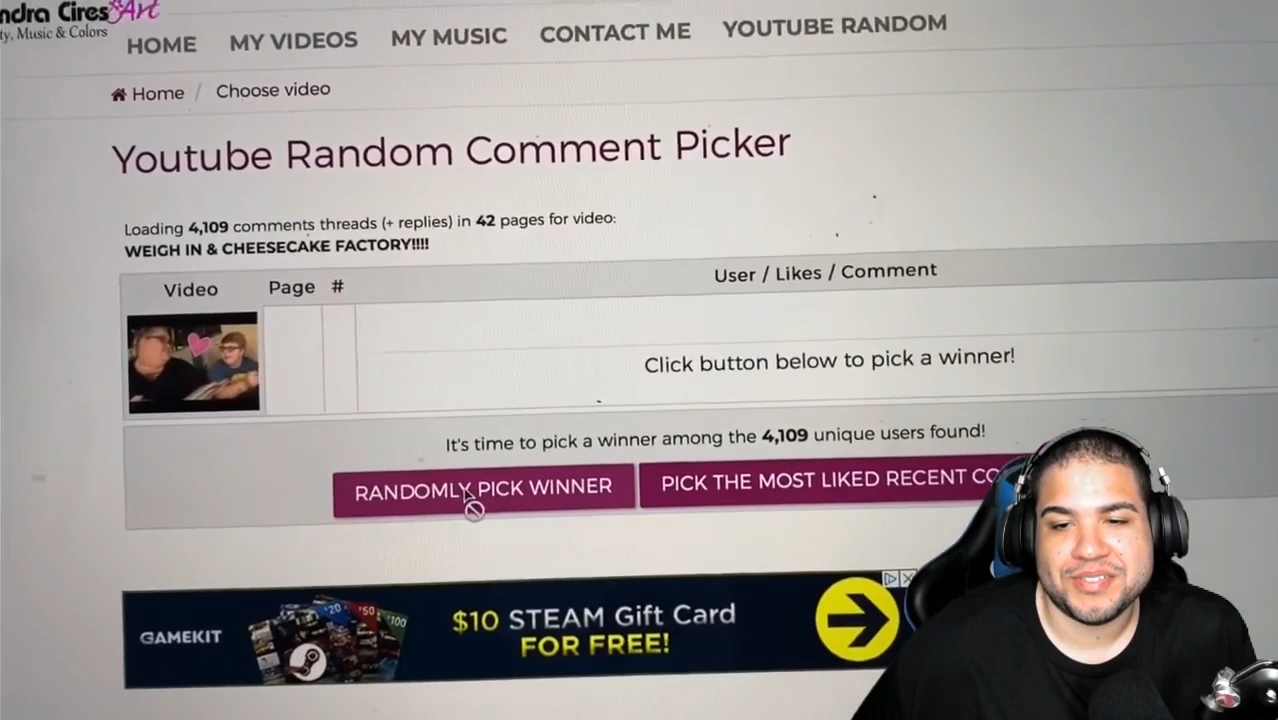 ndra Cires Art
ty, Music & Colors
HOME MY VIDEOS MY MUSIC CONTACT ME YOUTUBE RANDOM
Home / Choose video
Youtube Random Comment Picker
Loading 4,109 comments threads (+ replies) in 42 pages for video:
WEIGH IN & CHEESECAKE FACTORY!!!!
Video Page # User / Likes / Comment
Click button below to pick a winner!
It's time to pick a winner among the 4,109 unique users found!
RANDOMLY PICK WINNER
PICK THE MOST LIKED RECENT CO
GAMEKIT
$20 $50 $100
$10 STEAM Gift Card
FOR FREE!